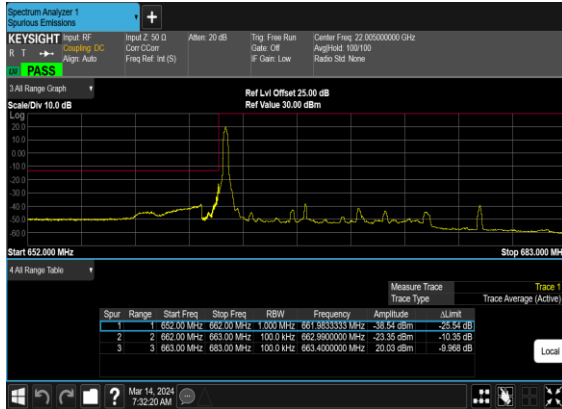 Spectrum Analyzer 1
Spurious Emissions
+
KEYSIGHT Input: RF Input Z: 50 Ω Atten: 20 dB Trig: Free Run Center Freq: 22.005000000 GHz
R T Coupling: DC Corr CCorr Gate: Off Avg|Hold: 100/100
Align: Auto Freq Ref: Int (S) IF Gain: Low Radio Std: None
PASS
3 All Range Graph
Ref Lvl Offset 25.00 dB
Scale/Div 10.0 dB Ref Value 30.00 dBm
Log
20.0
10.0
0.00
-10.0
-20.0
-30.0
-40.0
-50.0
-60.0
Start 652.000 MHz Stop 683.000 MH
4 All Range Table
Measure Trace Trace 1
Trace Type Trace Average (Active)
Spur Range Start Freq Stop Freq RBW Frequency Amplitude ΔLimit
1 1 652.00 MHz 662.00 MHz 1.000 MHz 661.9833333 MHz -38.54 dBm -25.54 dB
2 2 662.00 MHz 663.00 MHz 100.0 kHz 662.9900000 MHz -23.35 dBm -10.35 dB
3 3 663.00 MHz 683.00 MHz 100.0 kHz 663.4000000 MHz 20.03 dBm -9.968 dB
Local
? Mar 14, 2024
7:32:20 AM